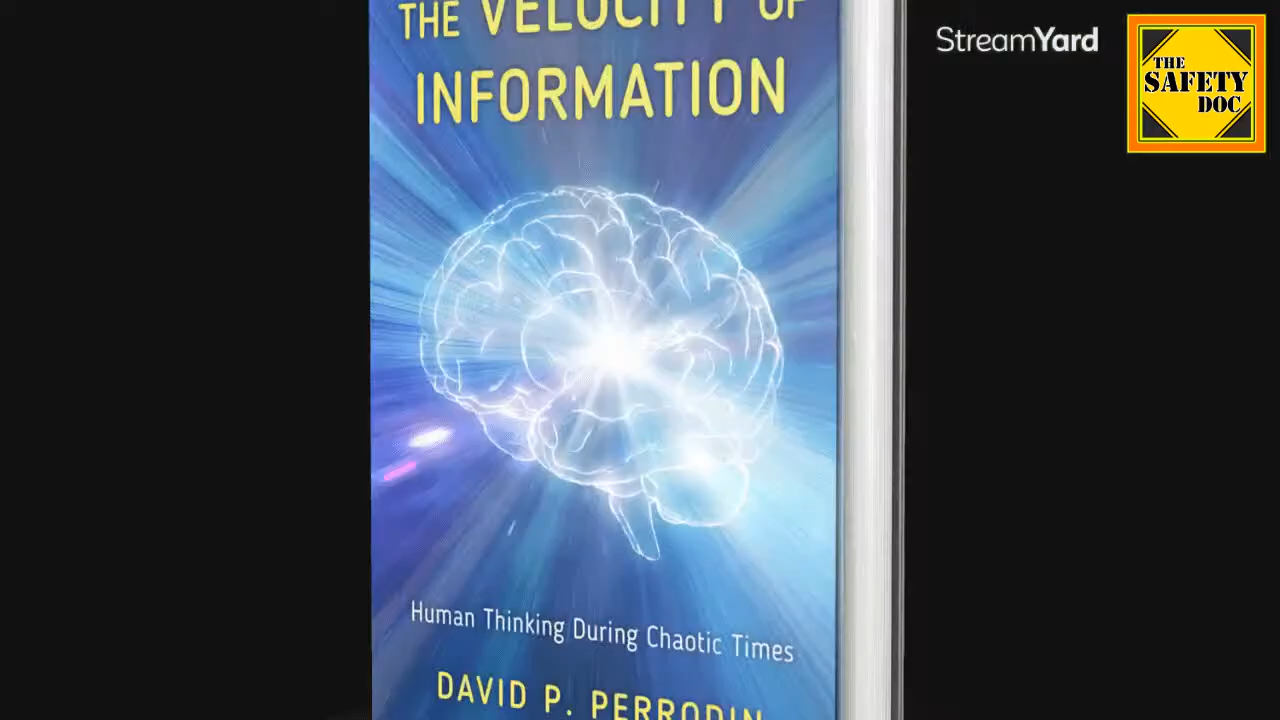 THE VELOCITY OF
INFORMATION
Human Thinking During Chaotic Times
DAVID P. PERRODIN
StreamYard
THE
SAFETY
DOC